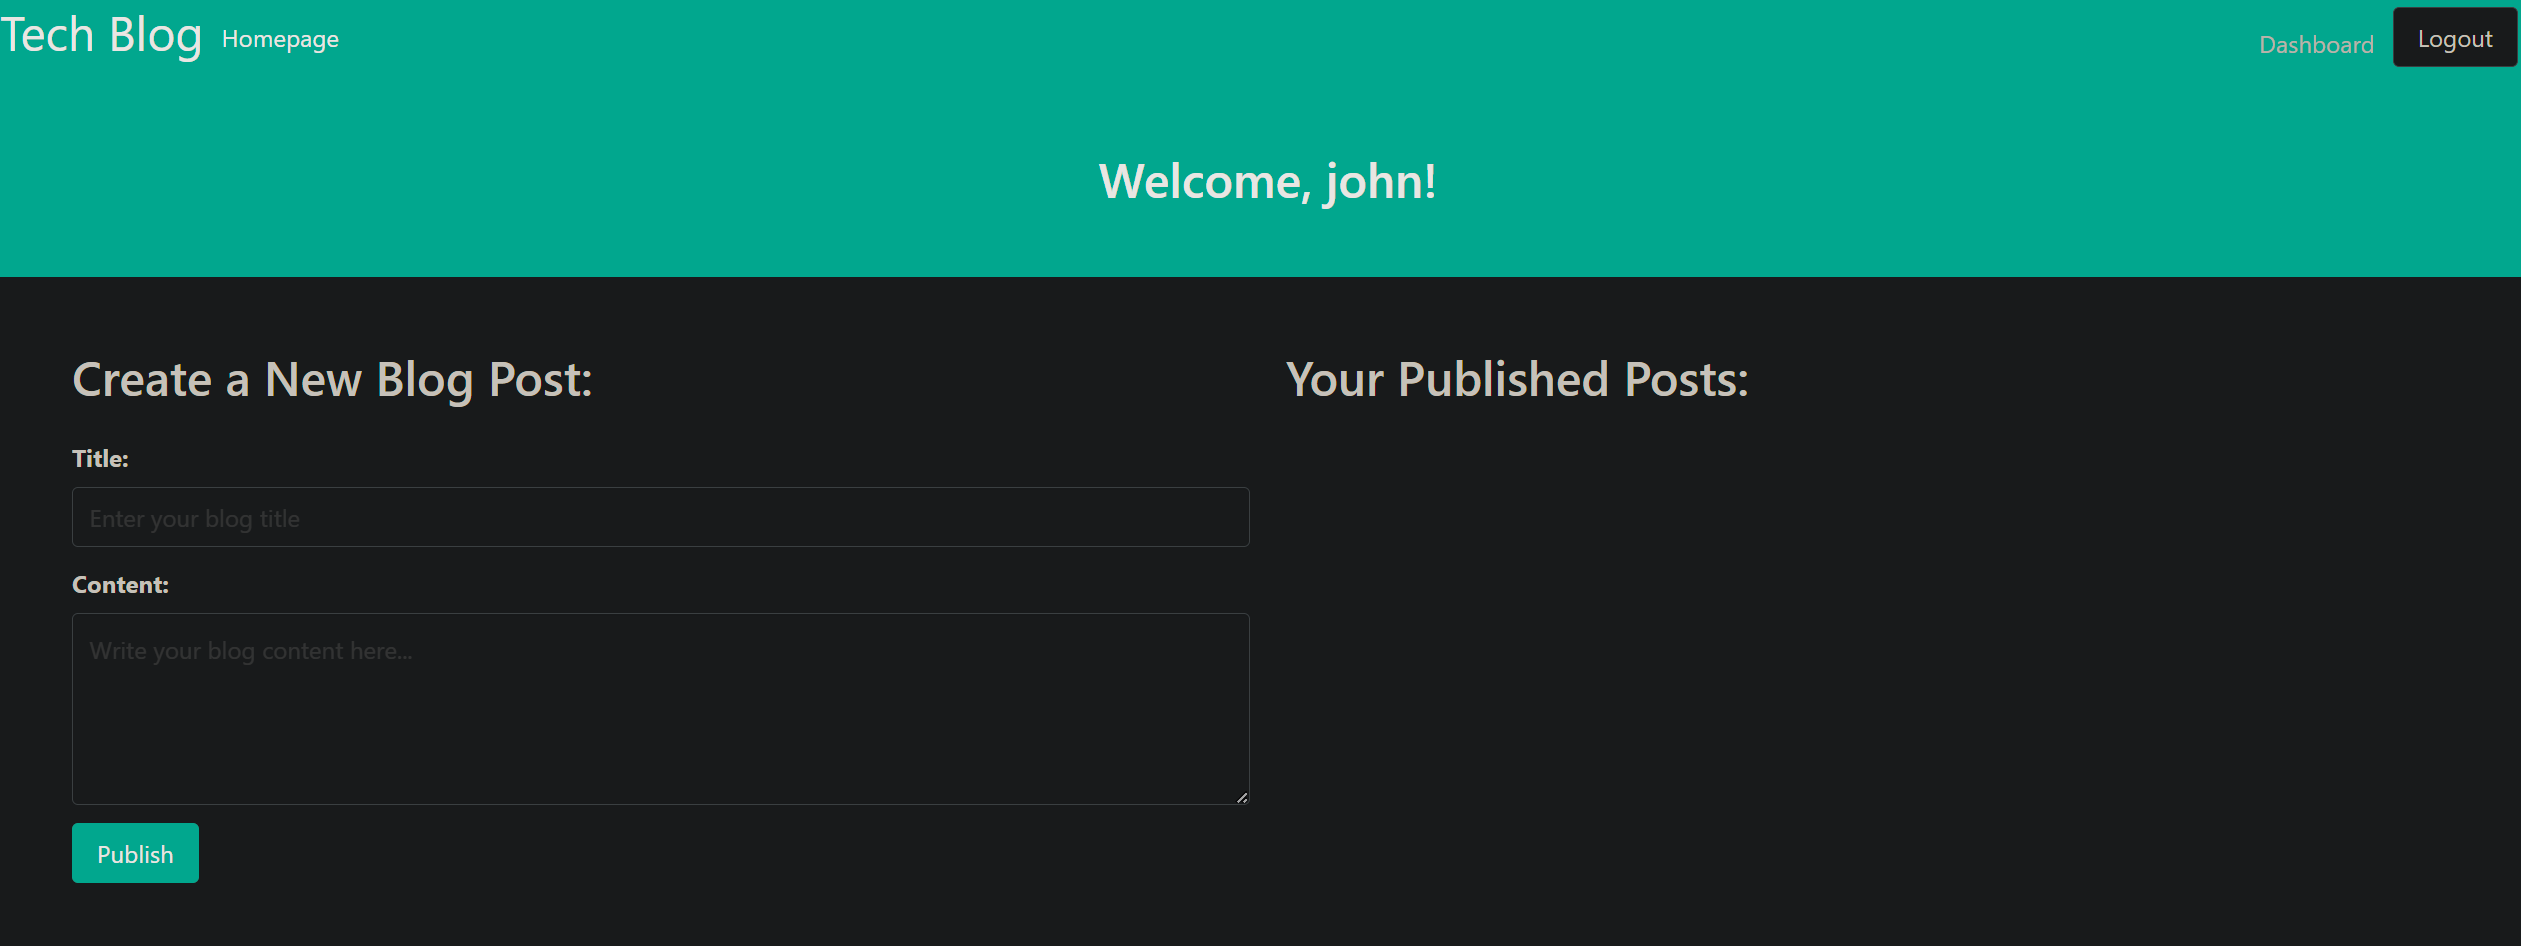 Tech Blog Homepage Dashboard Logout
Welcome, john!
Create a New Blog Post:
Title:
Enter your blog title
Content:
Write your blog content here...
Publish
Your Published Posts: